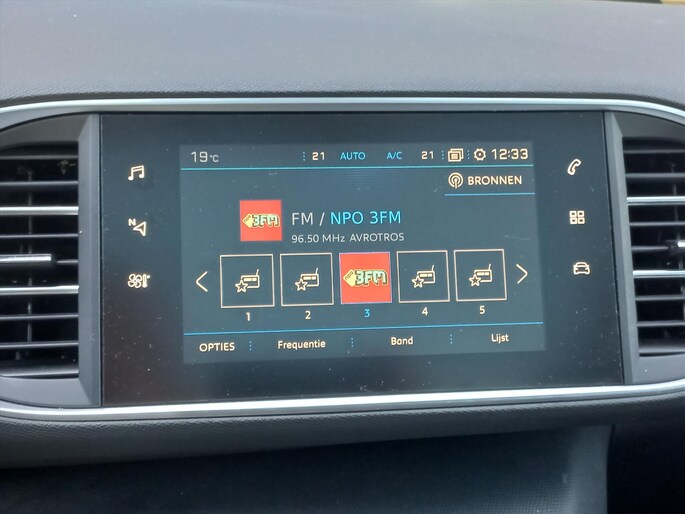 19°C 21 AUTO A/C 21 12:33
BRONNEN
3FM FM / NPO 3FM
96.50 MHz AVROTROS
N
3FM
1 2 3 4 5
OPTIES Frequentie Band Lijst